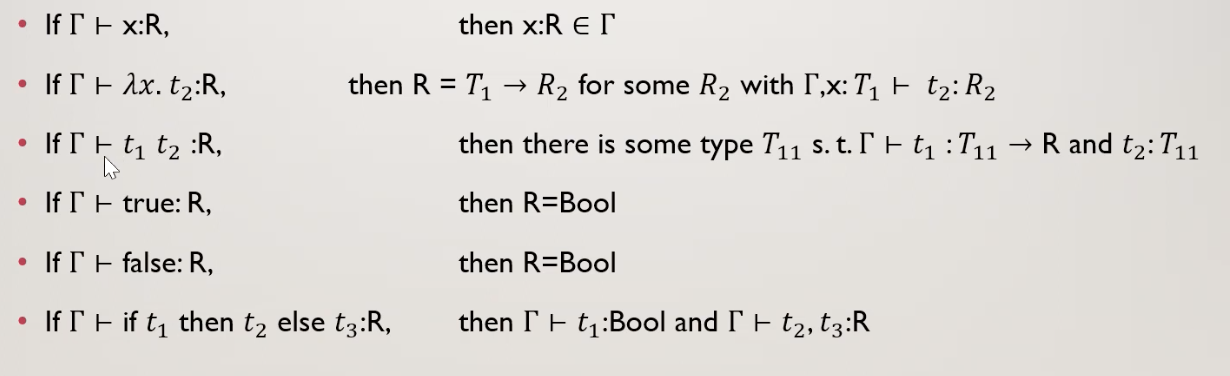 • If Γ ⊢ x:R, then x:R ∈ Γ
• If Γ ⊢ λx. t₂:R, then R = T₁ → R₂ for some R₂ with Γ,x: T₁ ⊢ t₂: R₂
• If Γ ⊢ t₁ t₂ :R, then there is some type T₁₁ s. t. Γ ⊢ t₁ : T₁₁ → R and t₂: T₁₁
• If Γ ⊢ true: R, then R=Bool
• If Γ ⊢ false: R, then R=Bool
• If Γ ⊢ if t₁ then t₂ else t₃:R, then Γ ⊢ t₁:Bool and Γ ⊢ t₂, t₃:R